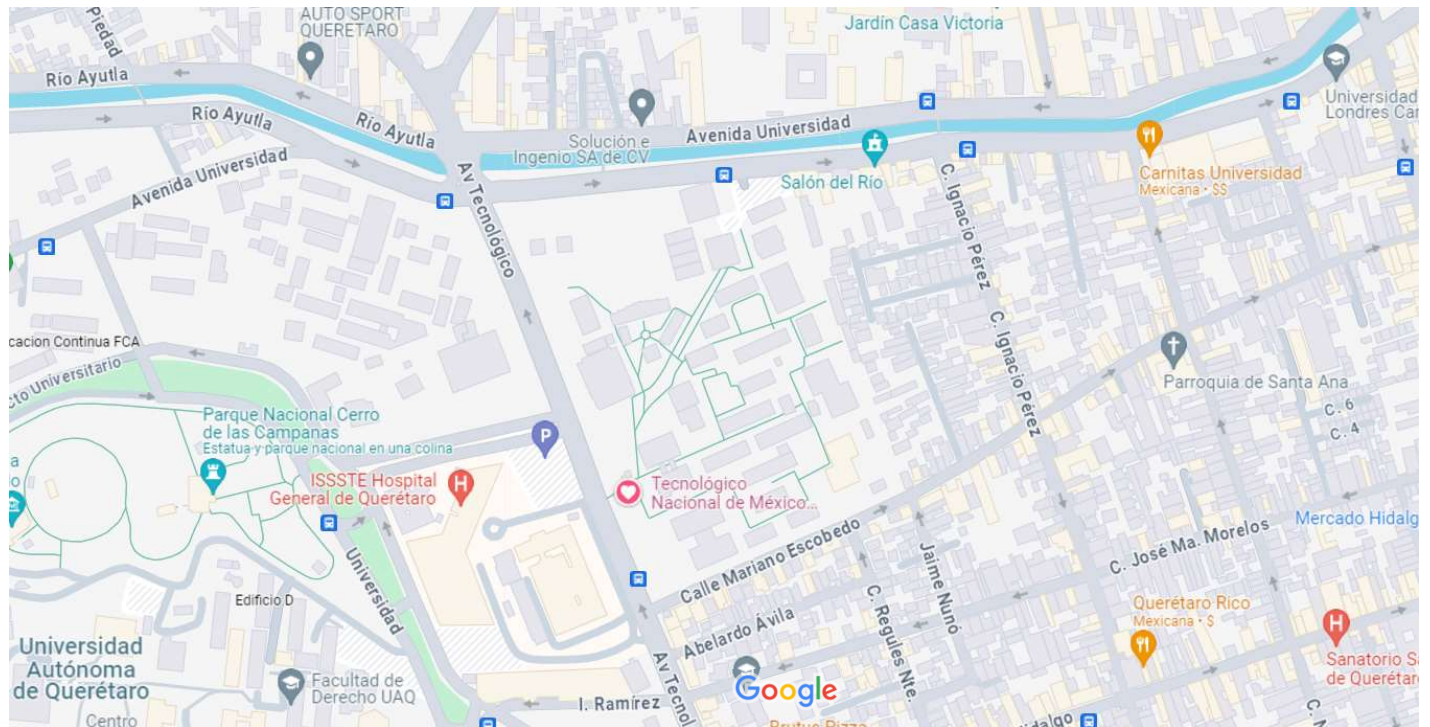 Piedad
AUTO SPORT
QUERETARO
Jardín Casa Victoria
Río Ayutla
Río Ayutla
Río Ayutla
Avenida Universidad
Solución e
Ingenio SA de CV
Avenida Universidad
Salón del Río
Universidad
Londres Ca
Carnitas Universidad
Mexicana • $$
Av Tecnológico
C. Ignacio Pérez
C. Ignacio Pérez
cacion Continua FCA
to Universitario
Parroquia de Santa Ana
C. 6
C. 4
Parque Nacional Cerro
de las Campanas
Estatua y parque nacional en una colina
P
ISSSTE Hospital
General de Querétaro
H
Tecnológico
Nacional de México...
Mercado Hidalg
C. José Ma. Morelos
Calle Mariano Escobedo
Jaime Nunó
C. Regules Nte.
Abelardo Ávila
Universidad
Edificio D
Querétaro Rico
Mexicana • $
H
Sanatorio S
de Querétar
Universidad
Autónoma
de Querétaro
Facultad de
Derecho UAQ
Centro
I. Ramírez
Av Tecnol
Google
Brutus Pizza
idalgo